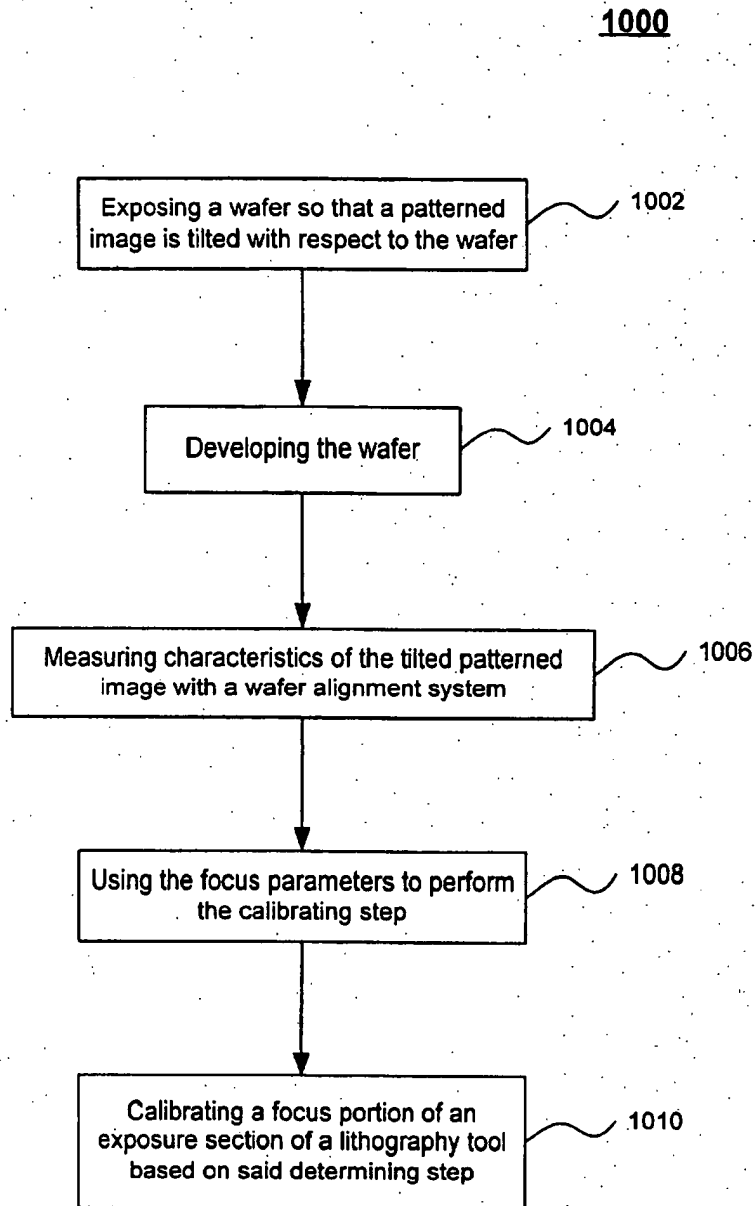 1000
Exposing a wafer so that a patterned
image is tilted with respect to the wafer
1002
Developing the wafer
1004
Measuring characteristics of the tilted patterned
image with a wafer alignment system
1006
Using the focus parameters to perform
the calibrating step
1008
Calibrating a focus portion of an
exposure section of a lithography tool
based on said determining step
1010